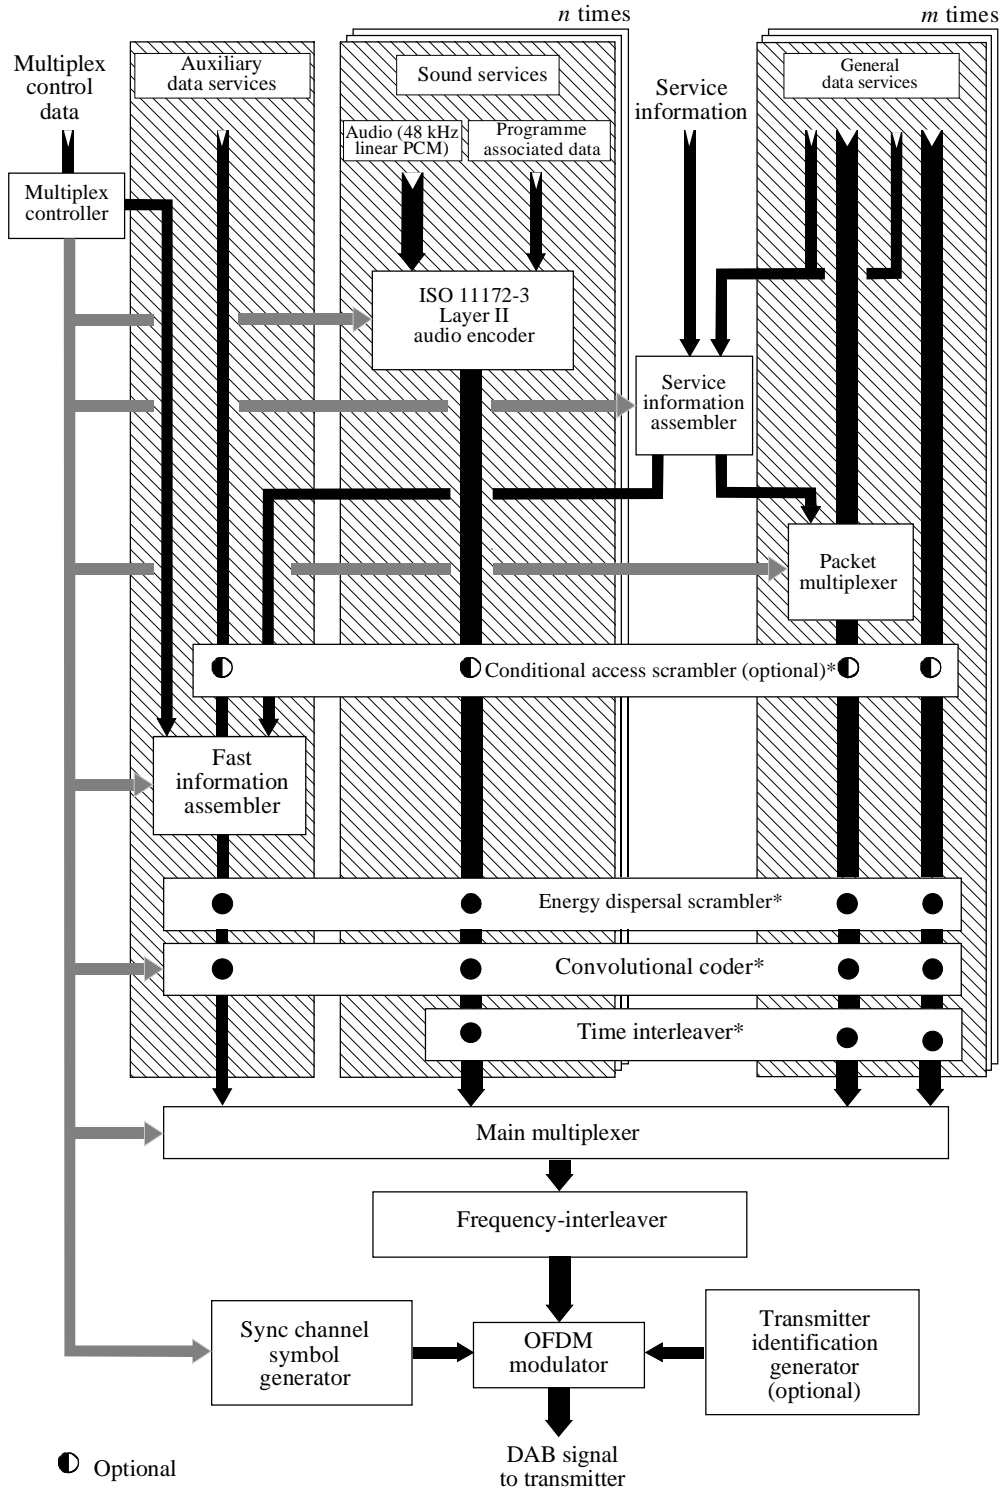 n times
m times
Multiplex
control
data
Auxiliary
data services
Sound services
Service
information
General
data services
Audio (48 kHz
linear PCM)
Programme
associated data
Multiplex
controller
ISO 11172-3
Layer II
audio encoder
Service
information
assembler
Packet
multiplexer
Conditional access scrambler (optional)*
Fast
information
assembler
Energy dispersal scrambler*
Convolutional coder*
Time interleaver*
Main multiplexer
Frequency-interleaver
Sync channel
symbol
generator
OFDM
modulator
Transmitter
identification
generator
(optional)
DAB signal
to transmitter
Optional